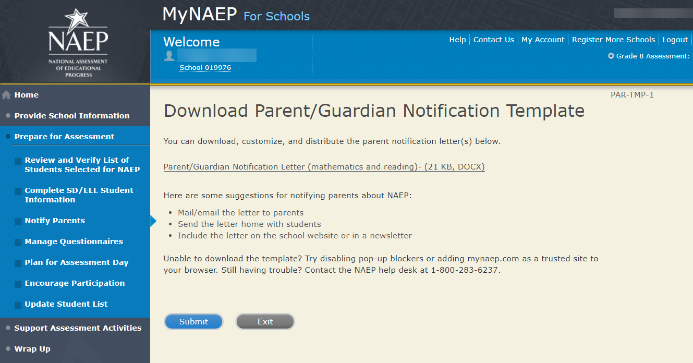 MyNAEP For Schools
NAEP
NATIONAL ASSESSMENT
OF EDUCATIONAL
PROGRESS
Welcome
School 019976
Help | Contact Us | My Account | Register More Schools | Logout
Grade 8 Assessment:
Home
Provide School Information
Prepare for Assessment
Review and Verify List of
Students Selected for NAEP
Complete SD/LLL Student
Information
Notify Parents
Manage Questionnaires
Plan for Assessment Day
Encourage Participation
Update Student List
Support Assessment Activities
Wrap Up
PAR-TMP-1
Download Parent/Guardian Notification Template
You can download, customize, and distribute the parent notification letter(s) below.
Parent/Guardian Notification Letter (mathematics and reading)- (21 KB, DOCX)
Here are some suggestions for notifying parents about NAEP:
• Mail/email the letter to parents
• Send the letter home with students
• Include the letter on the school website or in a newsletter
Unable to download the template? Try disabling pop-up blockers or adding mynaep.com as a trusted site to
your browser. Still having trouble? Contact the NAEP help desk at 1-800-283-6237.
Submit
Exit